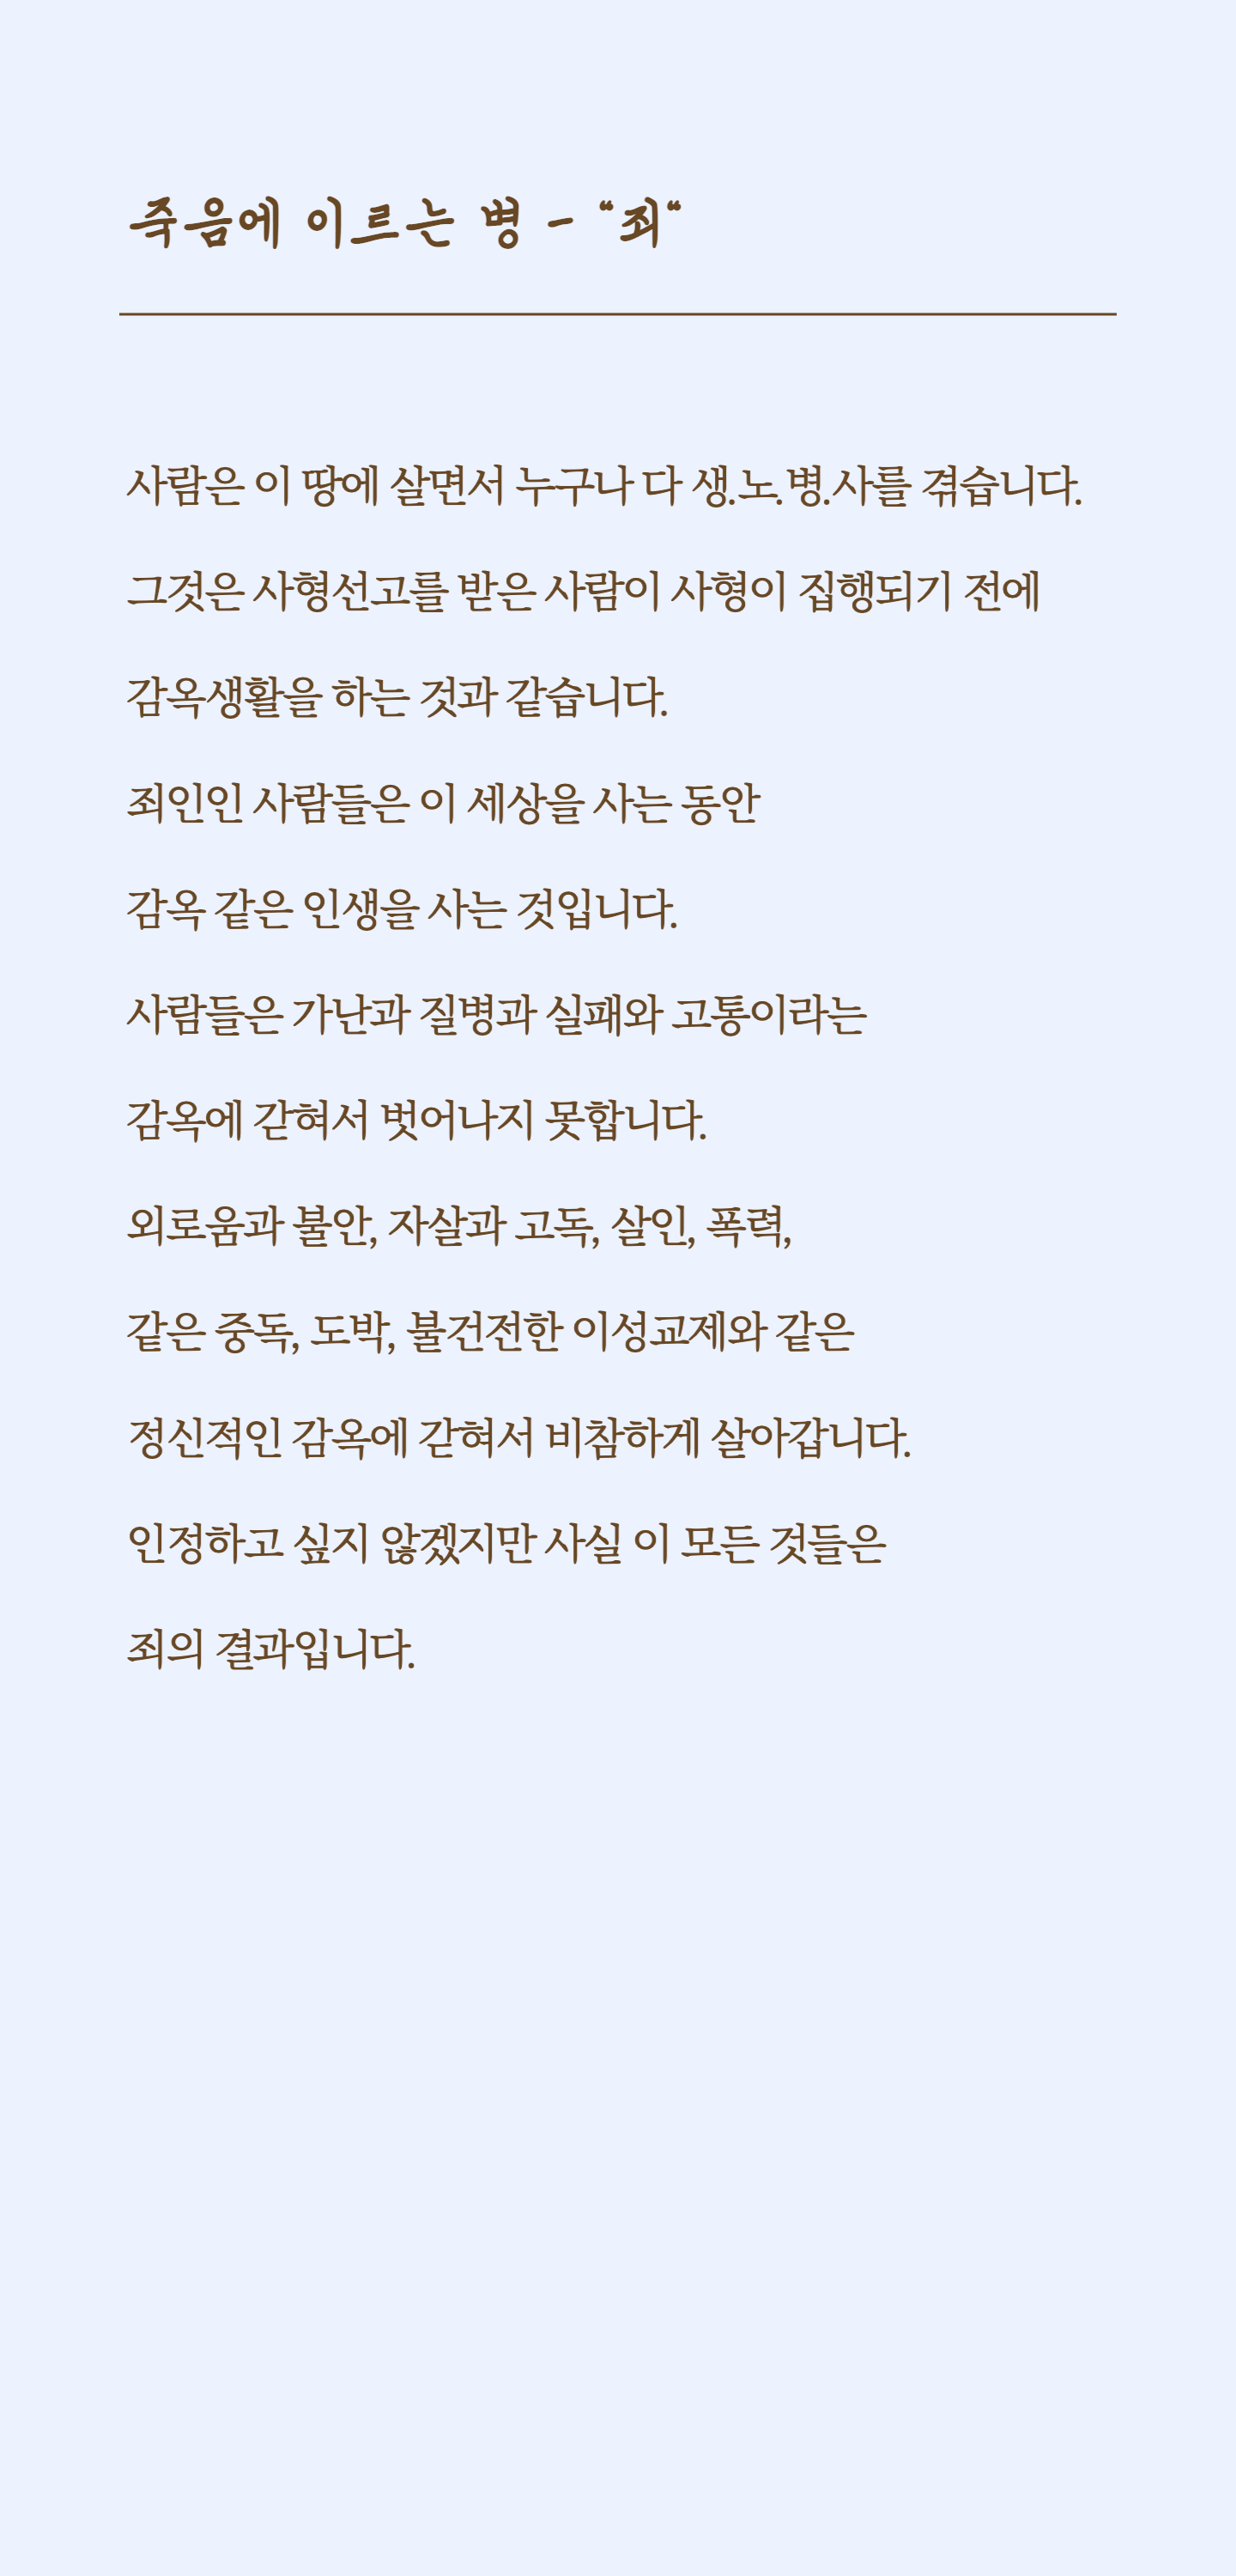 죽음에 이르는 병 - “죄“
사람은 이 땅에 살면서 누구나 다 생.노.병.사를 겪습니다.
그것은 사형선고를 받은 사람이 사형이 집행되기 전에
감옥생활을 하는 것과 같습니다.
죄인인 사람들은 이 세상을 사는 동안
감옥 같은 인생을 사는 것입니다.
사람들은 가난과 질병과 실패와 고통이라는
감옥에 갇혀서 벗어나지 못합니다.
외로움과 불안, 자살과 고독, 살인, 폭력,
같은 중독, 도박, 불건전한 이성교제와 같은
정신적인 감옥에 갇혀서 비참하게 살아갑니다.
인정하고 싶지 않겠지만 사실 이 모든 것들은
죄의 결과입니다.